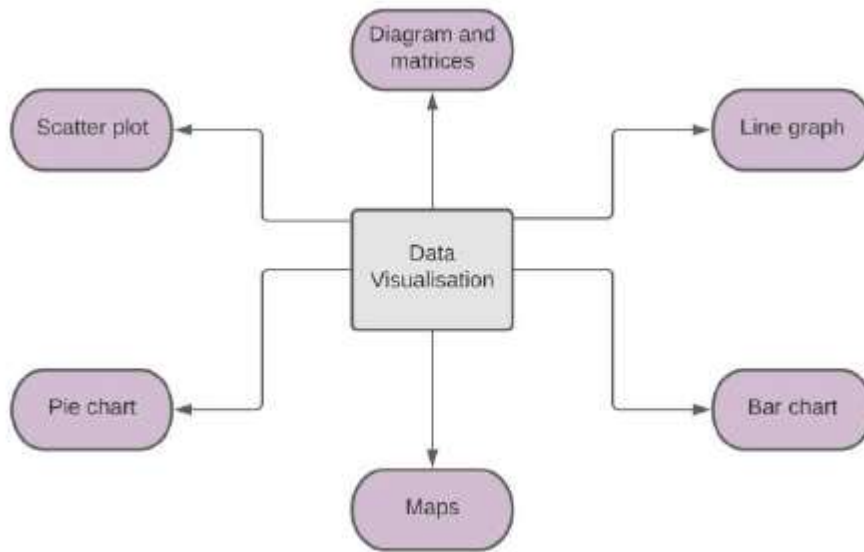 Diagram and
matrices
Scatter plot
Line graph
Data
Visualisation
Pie chart
Bar chart
Maps